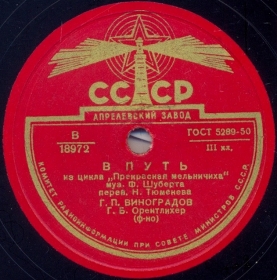 СССР
АПРЕЛЕВСКИЙ ЗАВОД
В
18972
ГОСТ 5289-50
III кл.
В ПУТЬ
из цикла „Прекрасная мельничиха"
муз. Ф. Шуберта
перев. Н. Тюменева
Г. П. ВИНОГРАДОВ
Г. Б. Орентлихер
(ф-но)
КОМИТЕТ РАДИОИНФОРМАЦИИ ПРИ СОВЕТЕ МИНИСТРОВ СССР